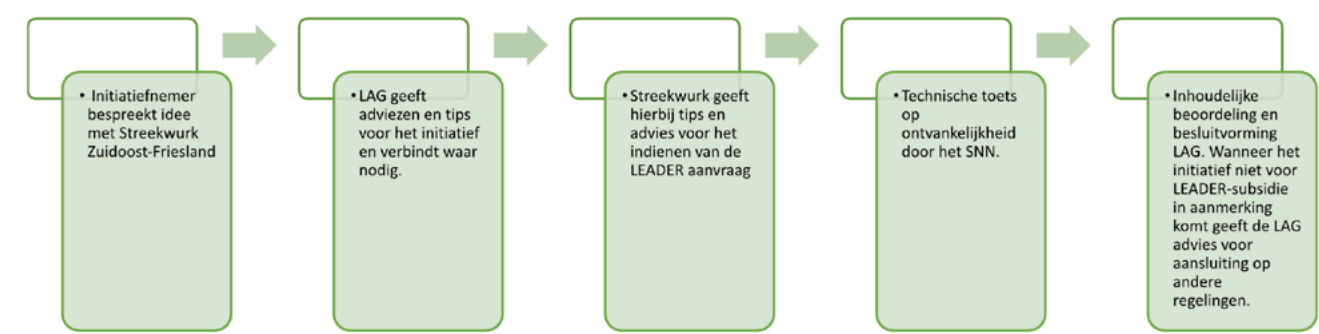 • Initiatiefnemer
bespreekt idee
met Streekwurk
Zuidoost-Friesland
• LAG geeft
adviezen en tips
voor het initiatief
en verbindt waar
nodig.
• Streekwurk geeft
hierbij tips en
advies voor het
indienen van de
LEADER aanvraag
• Technische toets
op
ontvankelijkheid
door het SNN.
• Inhoudelijke
beoordeling en
besluitvorming
LAG. Wanneer het
initiatief niet voor
LEADER-subsidie
in aanmerking
komt geeft de LAG
advies voor
aansluiting op
andere
regelingen.